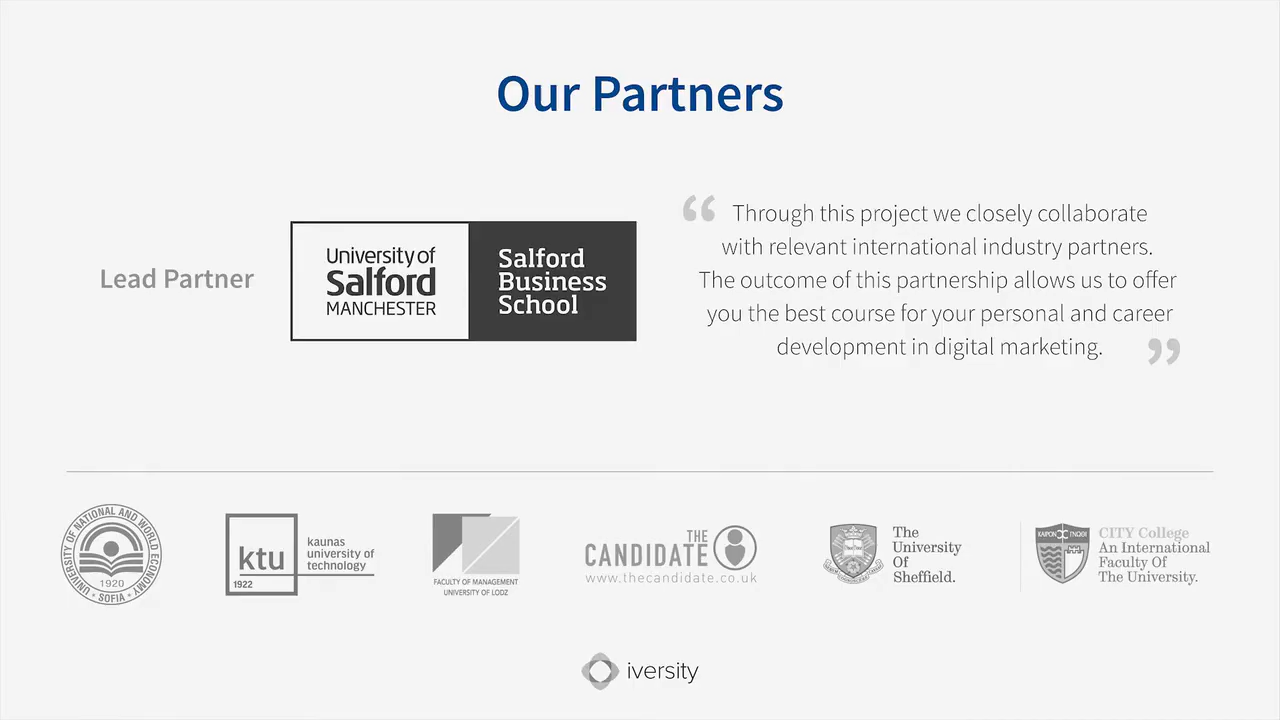 Our Partners
Lead Partner
University of
Salford
MANCHESTER
Salford
Business
School
“ Through this project we closely collaborate
with relevant international industry partners.
The outcome of this partnership allows us to offer
you the best course for your personal and career
development in digital marketing. ”
UNIVERSITY OF NATIONAL AND WORLD ECONOMY
1920
• SOFIA •
ktu
1922
kaunas
university of
technology
FACULTY OF MANAGEMENT
UNIVERSITY OF LODZ
THE
CANDIDATE
www.thecandidate.co.uk
The
University
Of
Sheffield.
ΚΑΙΡΟΝ ΓΝΩΘΙ
CITY College
An International
Faculty Of
The University.
iversity